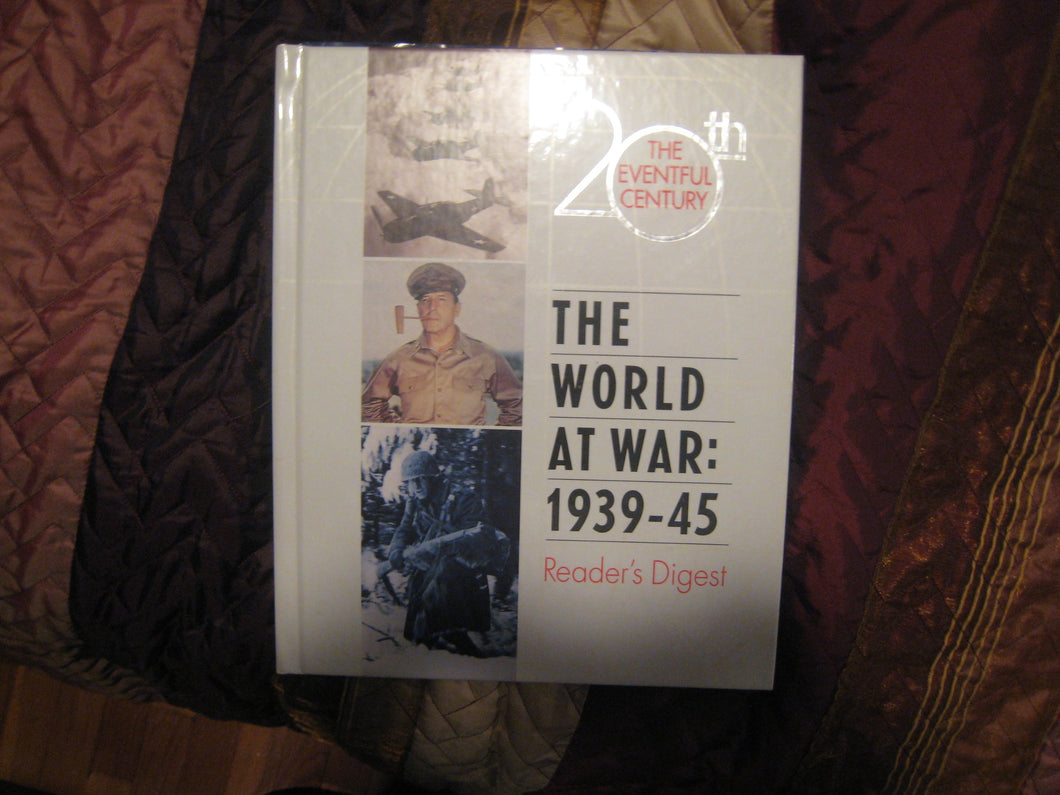 20th
THE
EVENTFUL
CENTURY
THE
WORLD
AT WAR:
1939-45
Reader's Digest